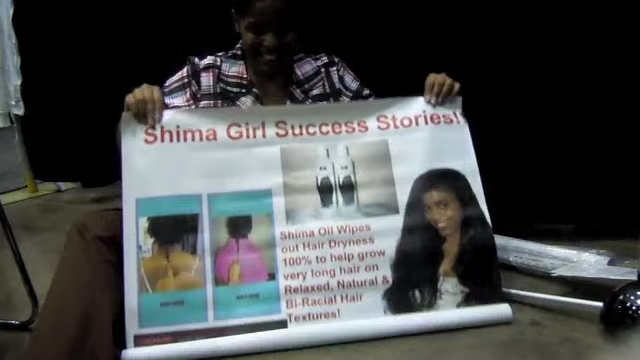 Shima Girl Success Stories!!
Shima Oil Wipes
out Hair Dryness
100% to help grow
very long hair on
Relaxed, Natural &
Bi-Racial Hair
Textures!